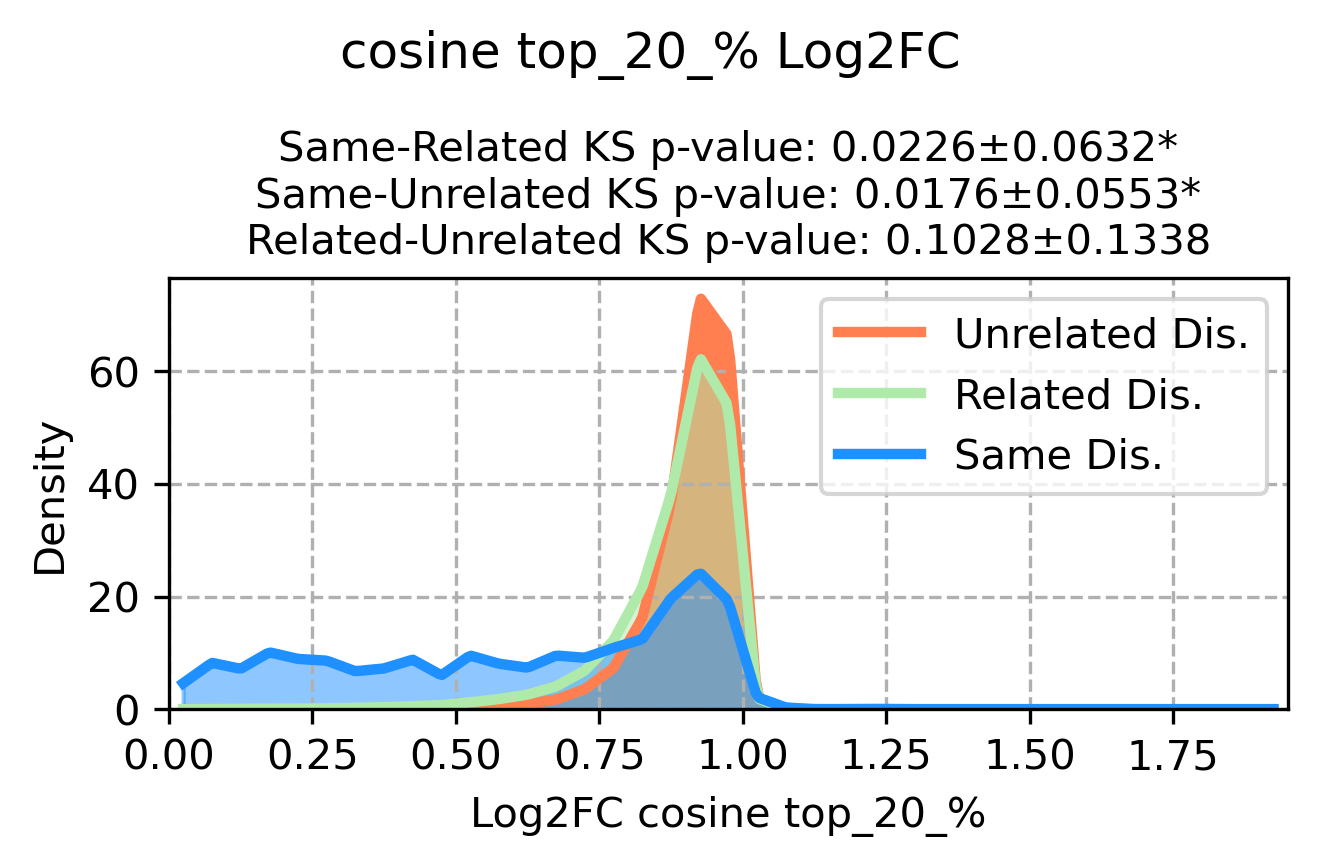 cosine top_20_% Log2FC
Same-Related KS p-value: 0.0226±0.0632*
Same-Unrelated KS p-value: 0.0176±0.0553*
Related-Unrelated KS p-value: 0.1028±0.1338
Unrelated Dis.
Related Dis.
Same Dis.
Density
60
40
20
0
0.00 0.25 0.50 0.75 1.00 1.25 1.50 1.75
Log2FC cosine top_20_%